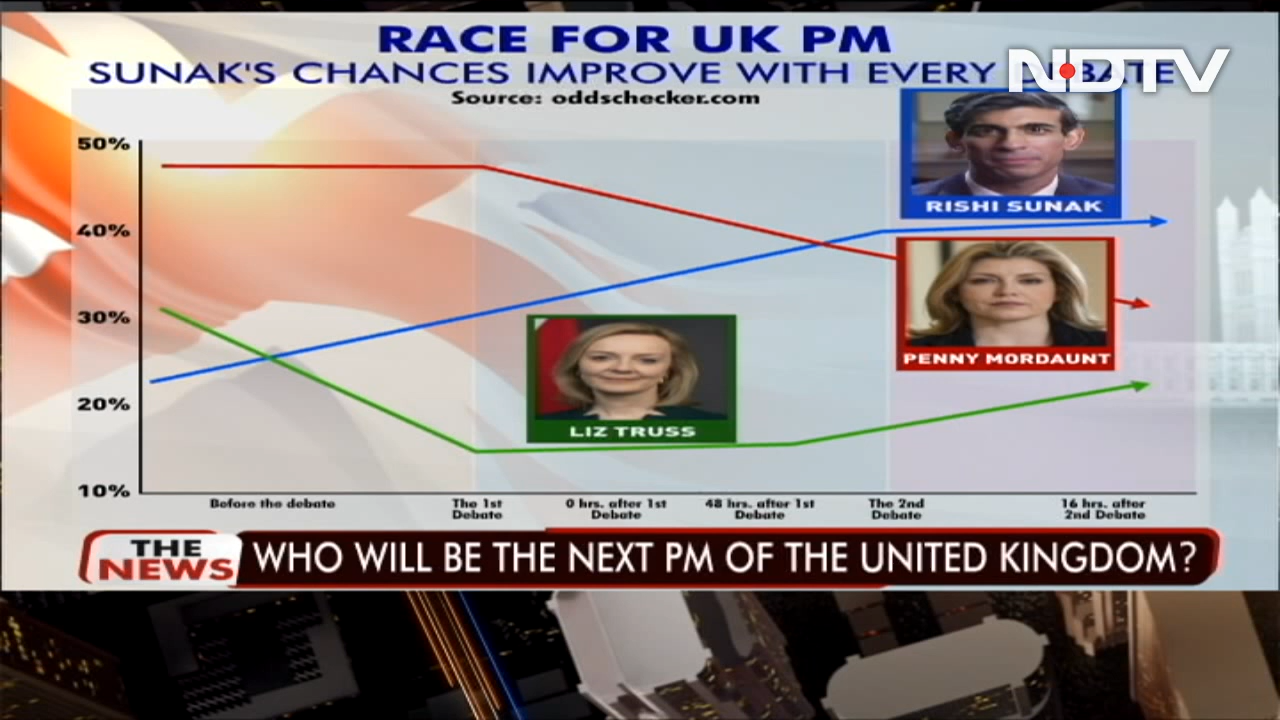 RACE FOR UK PM
SUNAK'S CHANCES IMPROVE WITH EVERY DEBATE
NDTV
Source: oddschecker.com
50%
40%
30%
20%
10%
RISHI SUNAK
PENNY MORDAUNT
LIZ TRUSS
Before the debate
The 1st
Debate
0 hrs. after 1st
Debate
48 hrs. after 1st
Debate
The 2nd
Debate
16 hrs. after
2nd Debate
THE
NEWS
WHO WILL BE THE NEXT PM OF THE UNITED KINGDOM?